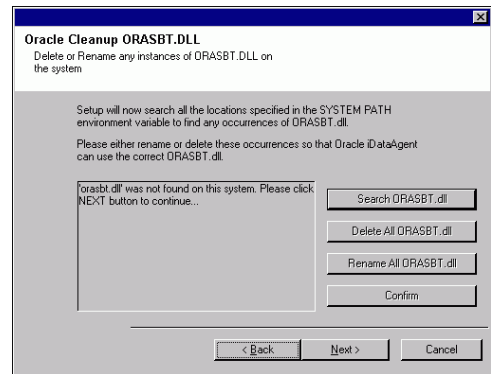 Oracle Cleanup ORASBT.DLL
Delete or Rename any instances of ORASBT.DLL on
the system
Setup will now search all the locations specified in the SYSTEM PATH
environment variable to find any occurrences of ORASBT.dll.
Please either rename or delete these occurrences so that Oracle iDataAgent
can use the correct ORASBT.dll.
'orasbt.dll' was not found on this system. Please click
NEXT button to continue...
Search ORASBT.dll
Delete All ORASBT.dll
Rename All ORASBT.dll
Confirm
< Back
Next >
Cancel